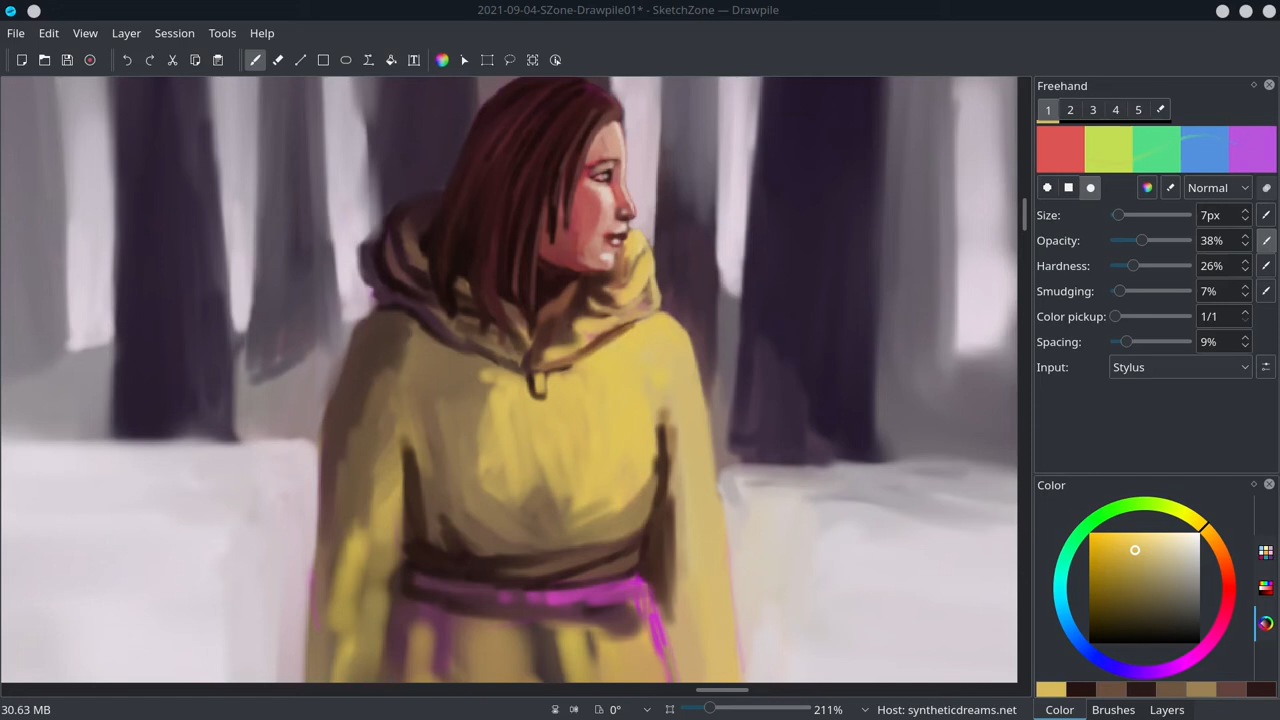 2021-09-04-SZone-Drawpile01* - SketchZone — Drawpile
File Edit View Layer Session Tools Help
Freehand
1 2 3 4 5
Normal
Size: 7px
Opacity: 38%
Hardness: 26%
Smudging: 7%
Color pickup: 1/1
Spacing: 9%
Input: Stylus
Color
30.63 MB 0° 211% Host: syntheticdreams.net
Color Brushes Layers